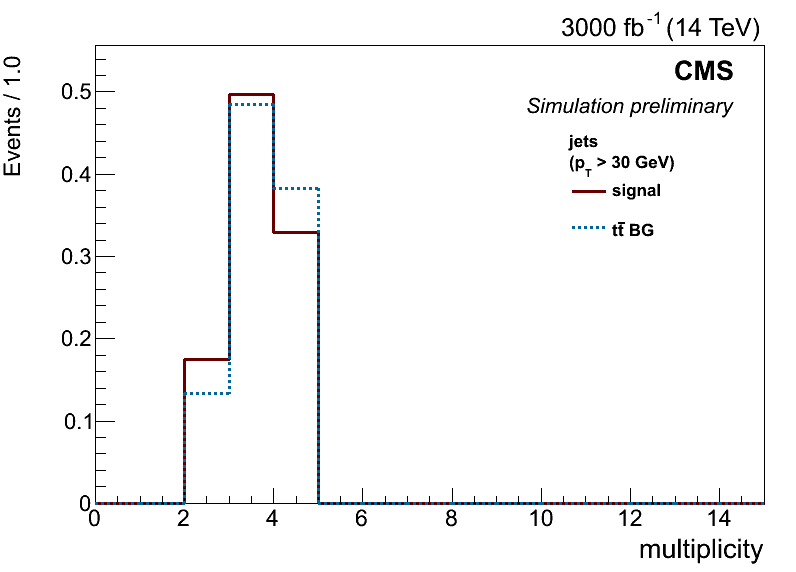 3000 fb⁻¹ (14 TeV)
Events / 1.0
CMS
Simulation preliminary
jets
(p_T > 30 GeV)
signal
tt̄ BG
0.5
0.4
0.3
0.2
0.1
0
0 2 4 6 8 10 12 14
multiplicity